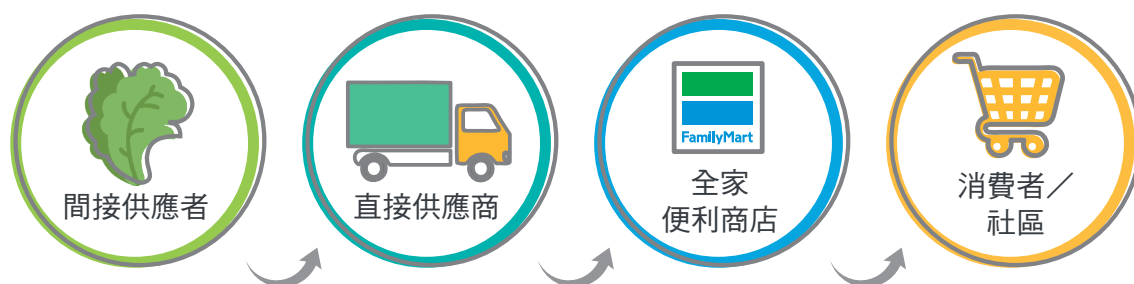 間接供應者
直接供應商
FamilyMart
全家
便利商店
消費者／
社區